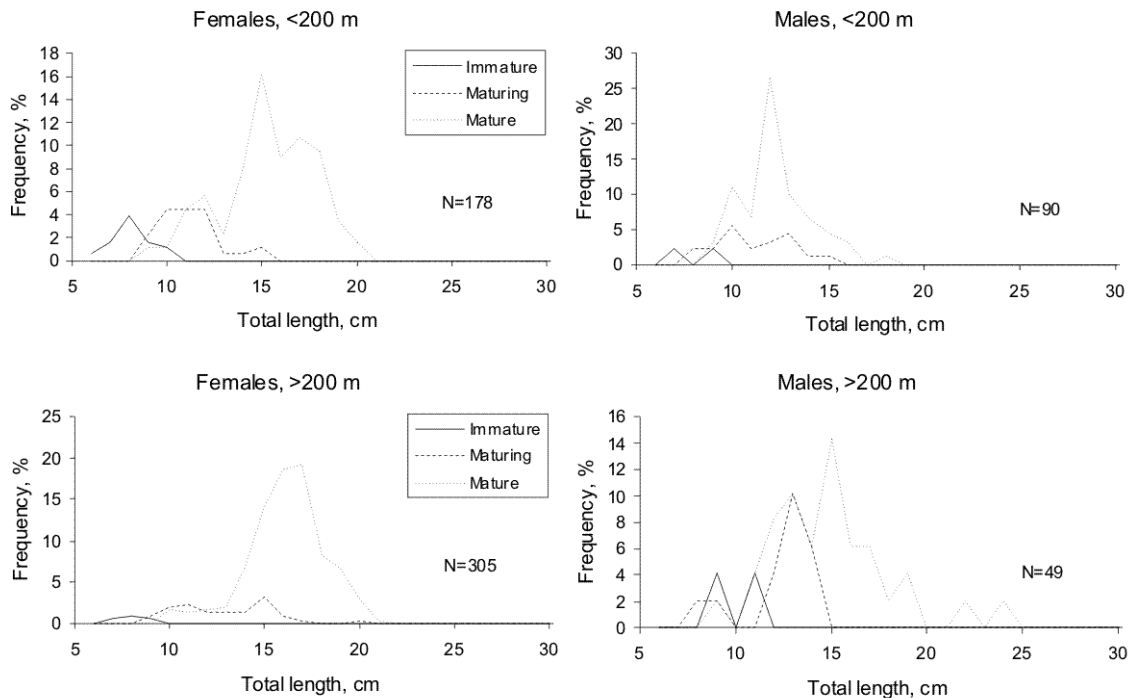 Females, <200 m
Frequency, %
18
16
14
12
10
8
6
4
2
0
Immature
Maturing
Mature
N=178
5 10 15 20 25 30
Total length, cm
Males, <200 m
Frequency, %
30
25
20
15
10
5
0
N=90
5 10 15 20 25 30
Total length, cm
Females, >200 m
Frequency, %
25
20
15
10
5
0
Immature
Maturing
Mature
N=305
5 10 15 20 25 30
Total length, cm
Males, >200 m
Frequency, %
16
14
12
10
8
6
4
2
0
N=49
5 10 15 20 25 30
Total length, cm